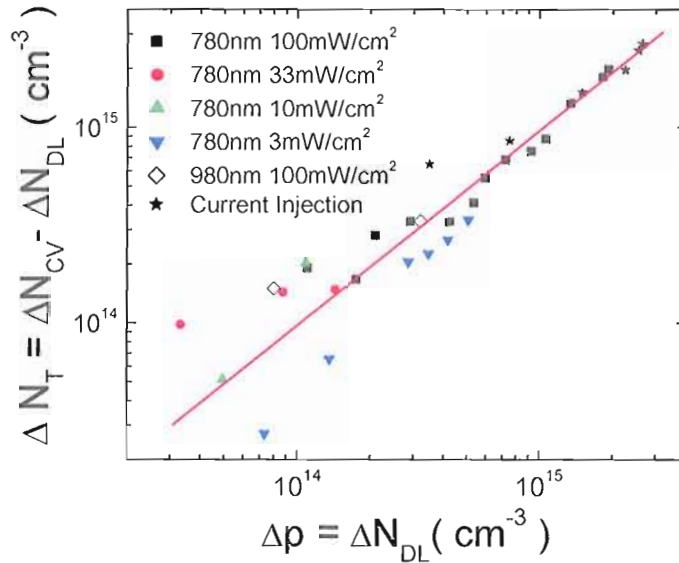 780nm 100mW/cm²
780nm 33mW/cm²
780nm 10mW/cm²
780nm 3mW/cm²
980nm 100mW/cm²
Current Injection
Δ N_T = ΔN_CV - ΔN_DL ( cm⁻³ )
10¹⁵
10¹⁴
10¹⁴ 10¹⁵
Δp = ΔN_DL ( cm⁻³ )